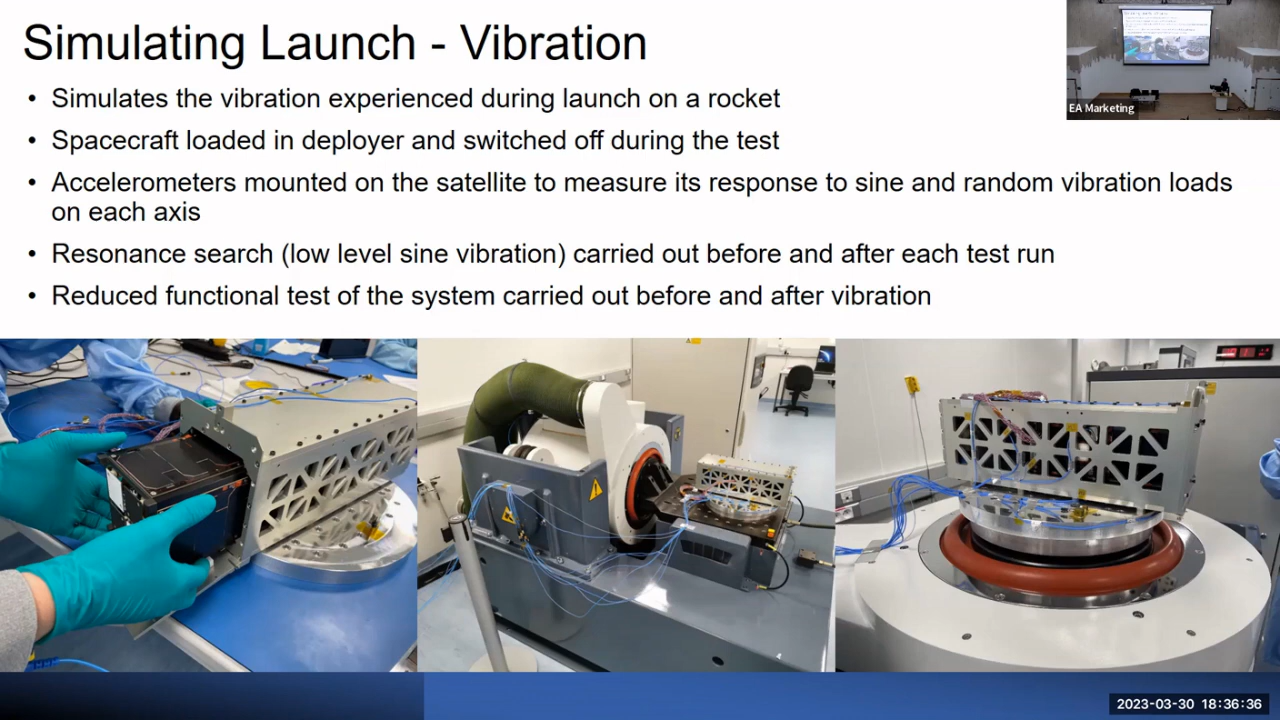 Simulating Launch - Vibration
• Simulates the vibration experienced during launch on a rocket
• Spacecraft loaded in deployer and switched off during the test
• Accelerometers mounted on the satellite to measure its response to sine and random vibration loads
on each axis
• Resonance search (low level sine vibration) carried out before and after each test run
• Reduced functional test of the system carried out before and after vibration
EA Marketing
2023-03-30 18:36:36